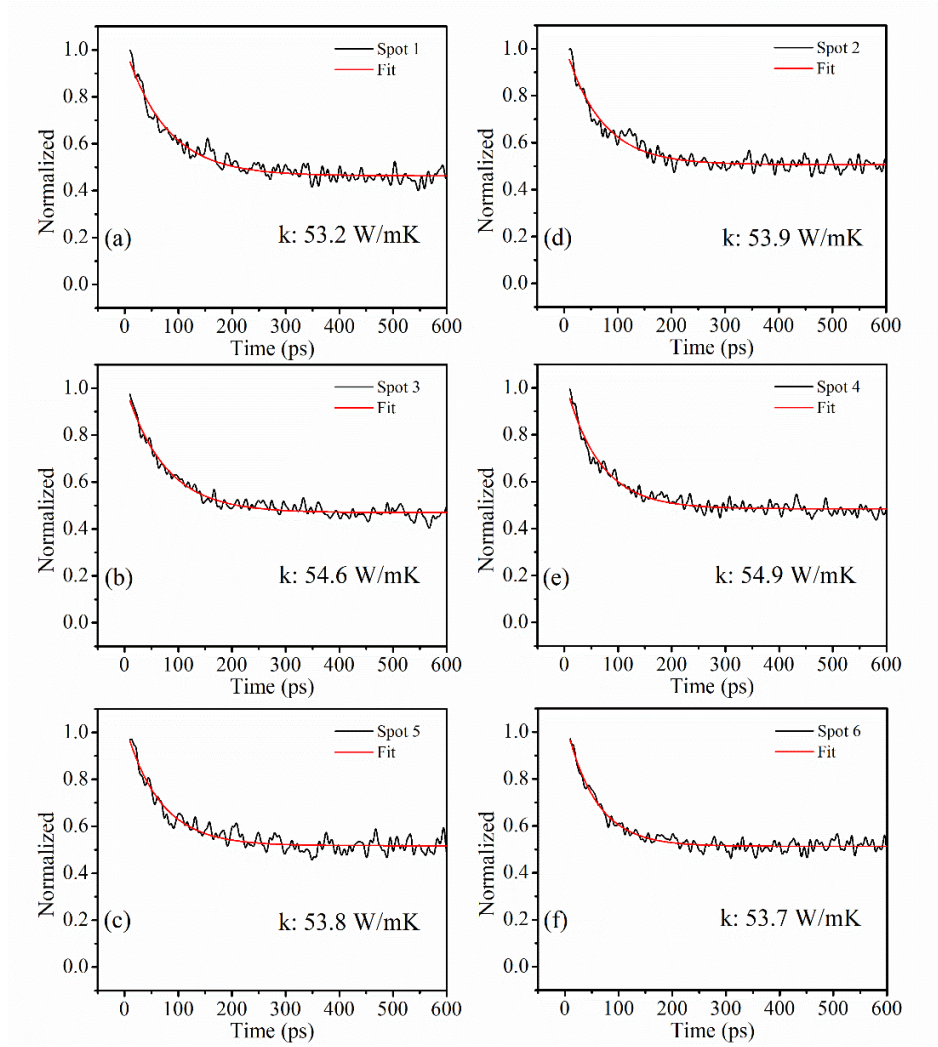 Normalized
1.0
0.8
0.6
0.4
0.2
0.0
Spot 1
Fit
(a)
k: 53.2 W/mK
0 100 200 300 400 500 600
Time (ps)
Normalized
1.0
0.8
0.6
0.4
0.2
0.0
Spot 2
Fit
(d)
k: 53.9 W/mK
0 100 200 300 400 500 600
Time (ps)
Normalized
1.0
0.8
0.6
0.4
0.2
0.0
Spot 3
Fit
(b)
k: 54.6 W/mK
0 100 200 300 400 500 600
Time (ps)
Normalized
1.0
0.8
0.6
0.4
0.2
0.0
Spot 4
Fit
(e)
k: 54.9 W/mK
0 100 200 300 400 500 600
Time (ps)
Normalized
1.0
0.8
0.6
0.4
0.2
0.0
Spot 5
Fit
(c)
k: 53.8 W/mK
0 100 200 300 400 500 600
Time (ps)
Normalized
1.0
0.8
0.6
0.4
0.2
0.0
Spot 6
Fit
(f)
k: 53.7 W/mK
0 100 200 300 400 500 600
Time (ps)